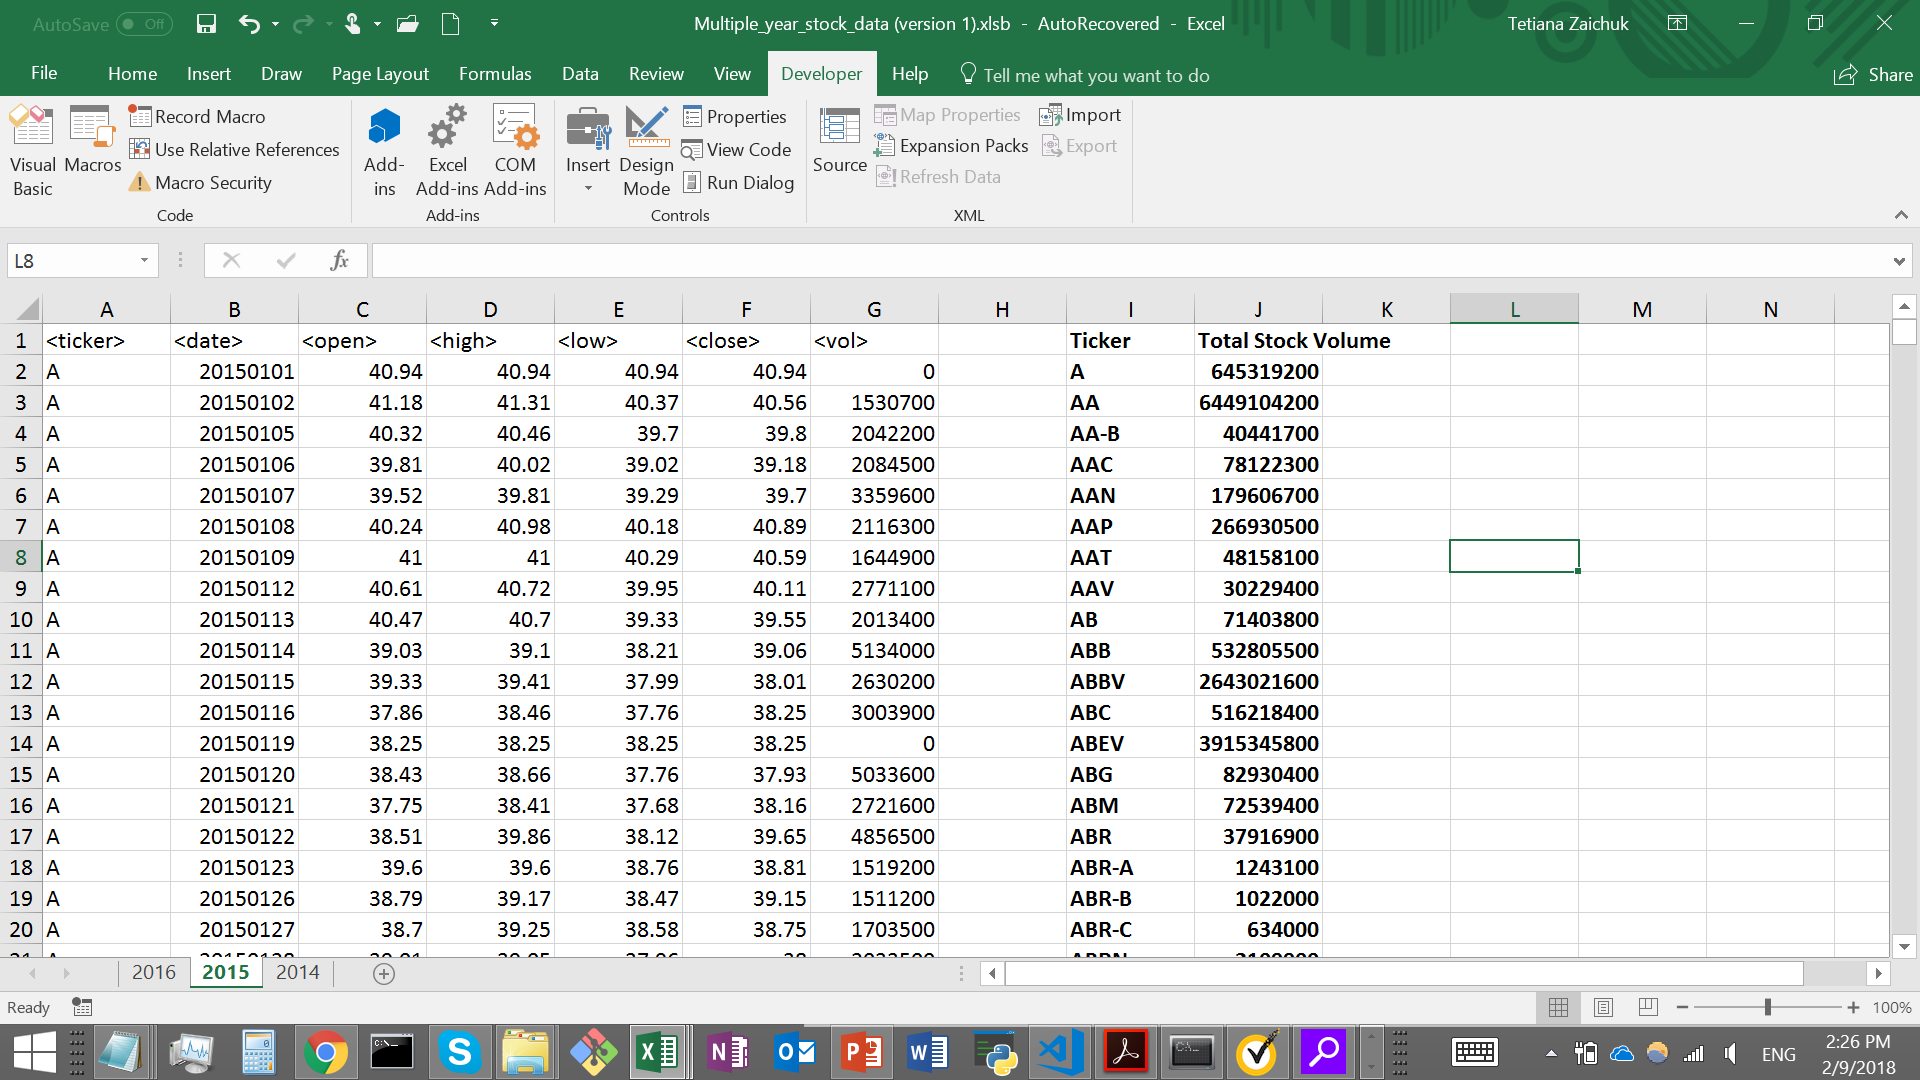 AutoSave Off Multiple_year_stock_data (version 1).xlsb - AutoRecovered - Excel Tetiana Zaichuk
File Home Insert Draw Page Layout Formulas Data Review View Developer Help Tell me what you want to do Share
Visual Basic Macros Record Macro Use Relative References Macro Security
Code
Add-ins Excel Add-ins COM Add-ins
Add-ins
Insert Design Mode Properties View Code Run Dialog
Controls
Source Map Properties Expansion Packs Refresh Data Import Export
XML
L8 fx
A B C D E F G H I J K L M N
1 <ticker> <date> <open> <high> <low> <close> <vol> Ticker Total Stock Volume
2 A 20150101 40.94 40.94 40.94 40.94 0 A 645319200
3 A 20150102 41.18 41.31 40.37 40.56 1530700 AA 6449104200
4 A 20150105 40.32 40.46 39.7 39.8 2042200 AA-B 40441700
5 A 20150106 39.81 40.02 39.02 39.18 2084500 AAC 78122300
6 A 20150107 39.52 39.81 39.29 39.7 3359600 AAN 179606700
7 A 20150108 40.24 40.98 40.18 40.89 2116300 AAP 266930500
8 A 20150109 41 41 40.29 40.59 1644900 AAT 48158100
9 A 20150112 40.61 40.72 39.95 40.11 2771100 AAV 30229400
10 A 20150113 40.47 40.7 39.33 39.55 2013400 AB 71403800
11 A 20150114 39.03 39.1 38.21 39.06 5134000 ABB 532805500
12 A 20150115 39.33 39.41 37.99 38.01 2630200 ABBV 2643021600
13 A 20150116 37.86 38.46 37.76 38.25 3003900 ABC 516218400
14 A 20150119 38.25 38.25 38.25 38.25 0 ABEV 3915345800
15 A 20150120 38.43 38.66 37.76 37.93 5033600 ABG 82930400
16 A 20150121 37.75 38.41 37.68 38.16 2721600 ABM 72539400
17 A 20150122 38.51 39.86 38.12 39.65 4856500 ABR 37916900
18 A 20150123 39.6 39.6 38.76 38.81 1519200 ABR-A 1243100
19 A 20150126 38.79 39.17 38.47 39.15 1511200 ABR-B 1022000
20 A 20150127 38.7 39.25 38.58 38.75 1703500 ABR-C 634000
2016 2015 2014
Ready 100%
ENG 2:26 PM
2/9/2018